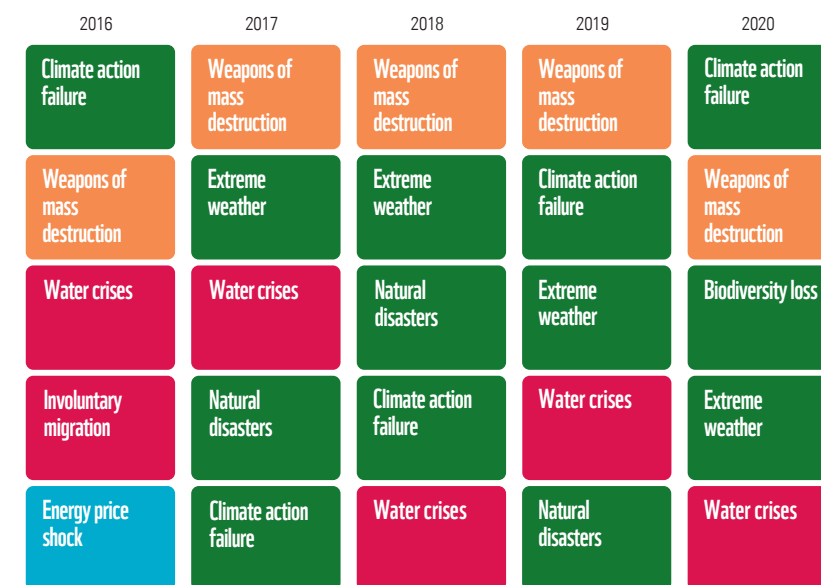 2016 2017 2018 2019 2020
Climate action
failure
Weapons of
mass
destruction
Weapons of
mass
destruction
Weapons of
mass
destruction
Climate action
failure
Weapons of
mass
destruction
Extreme
weather
Extreme
weather
Climate action
failure
Weapons of
mass
destruction
Water crises
Water crises
Natural
disasters
Extreme
weather
Biodiversity loss
Involuntary
migration
Natural
disasters
Climate action
failure
Water crises
Extreme
weather
Energy price
shock
Climate action
failure
Water crises
Natural
disasters
Water crises